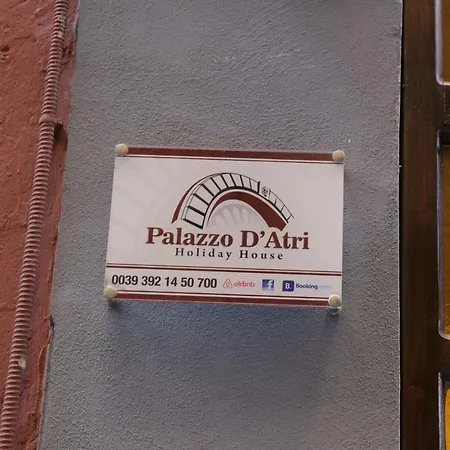 Palazzo D'Atri
Holiday House
0039 392 14 50 700 airbnb f B. Booking.com